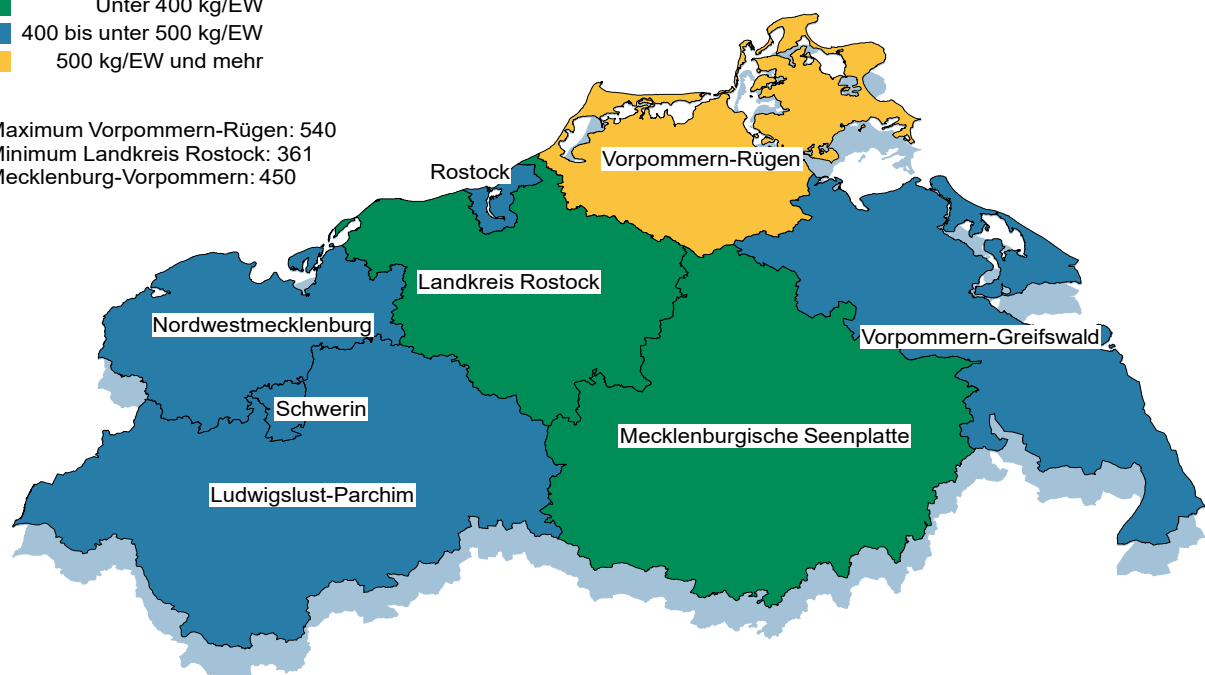 Unter 400 kg/EW
400 bis unter 500 kg/EW
500 kg/EW und mehr
Maximum Vorpommern-Rügen: 540
Minimum Landkreis Rostock: 361
Mecklenburg-Vorpommern: 450
Vorpommern-Rügen
Rostock
Landkreis Rostock
Nordwestmecklenburg
Vorpommern-Greifswald
Schwerin
Mecklenburgische Seenplatte
Ludwigslust-Parchim